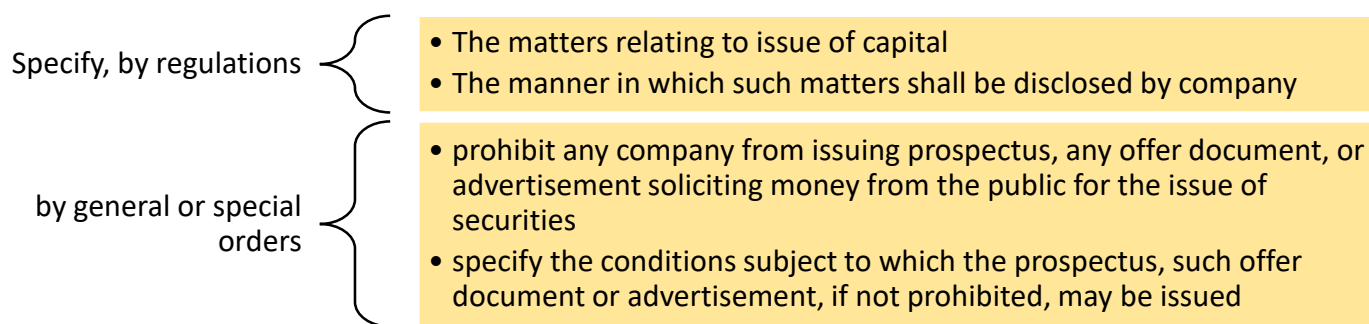 Specify, by regulations
• The matters relating to issue of capital
• The manner in which such matters shall be disclosed by company
by general or special
orders
• prohibit any company from issuing prospectus, any offer document, or
advertisement soliciting money from the public for the issue of
securities
• specify the conditions subject to which the prospectus, such offer
document or advertisement, if not prohibited, may be issued